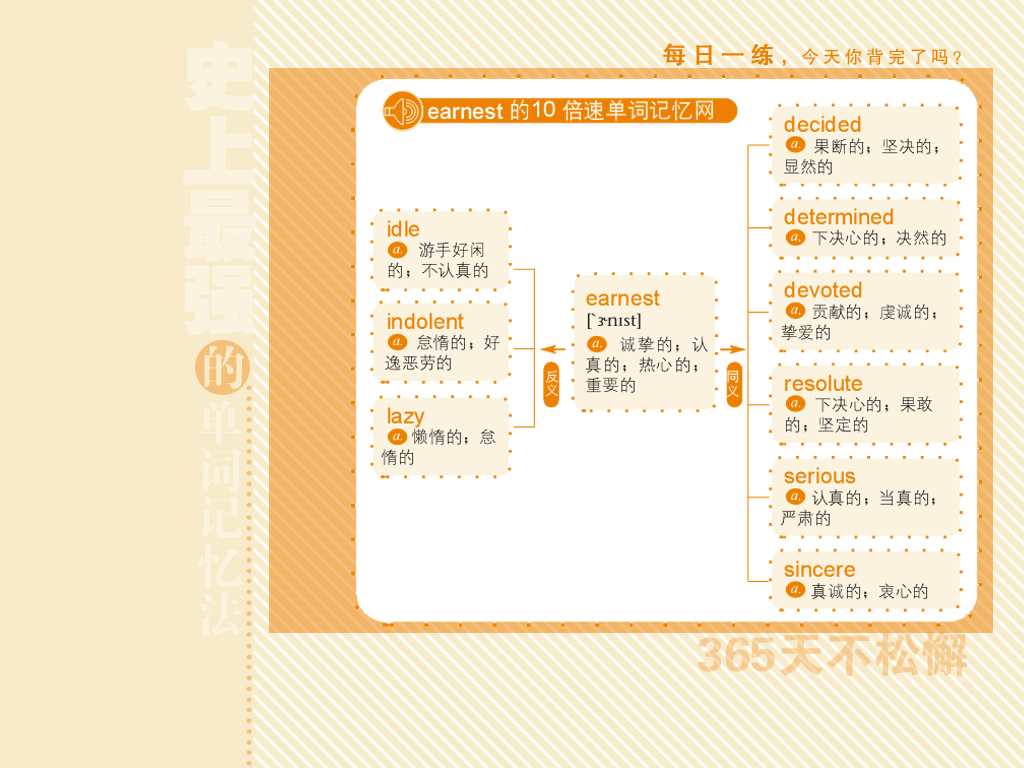 每日一练，今天你背完了吗?
史上最强的单词记忆法
earnest 的10 倍速单词记忆网
idle
a. 游手好闲
的；不认真的
indolent
a. 怠惰的；好
逸恶劳的
lazy
a. 懒惰的；怠
惰的
反义
earnest
[`ɝnɪst]
a. 诚挚的；认
真的；热心的；
重要的
同义
decided
a. 果断的；坚决的；
显然的
determined
a. 下决心的；决然的
devoted
a. 贡献的；虔诚的；
挚爱的
resolute
a. 下决心的；果敢
的；坚定的
serious
a. 认真的；当真的；
严肃的
sincere
a. 真诚的；衷心的
365天不松懈